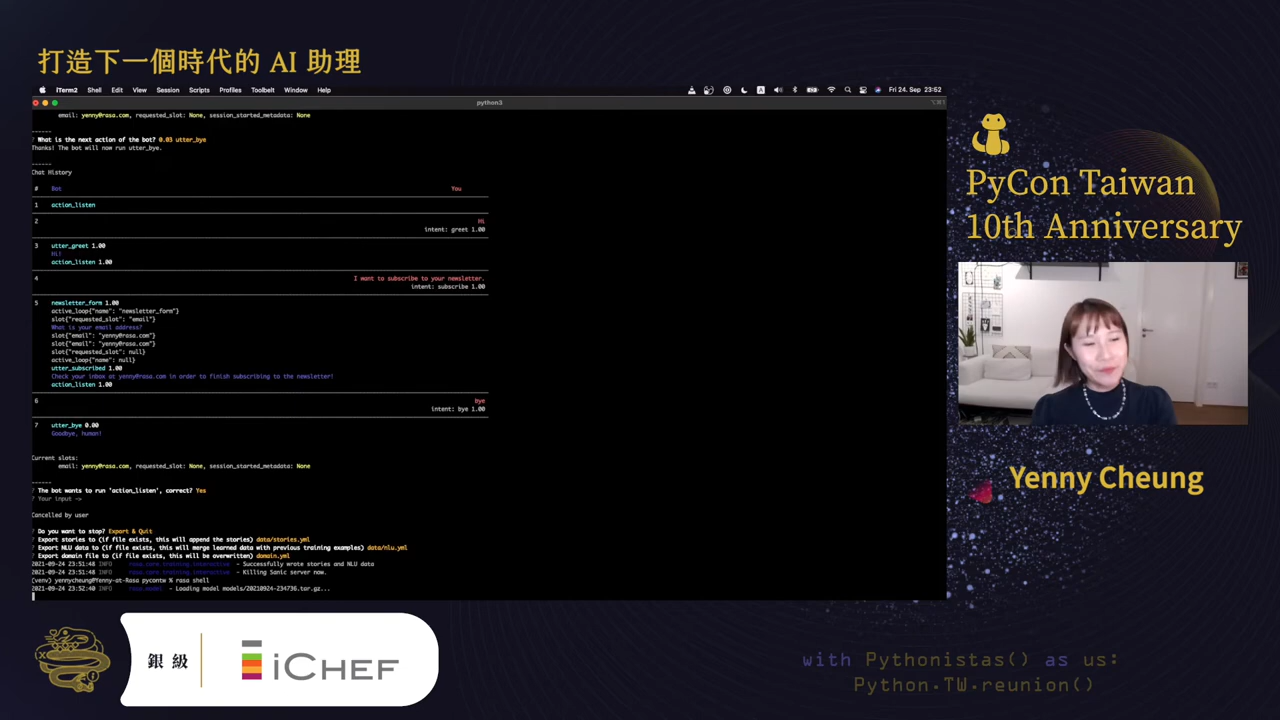 打造下一個時代的 AI 助理
iTerm2 Shell Edit View Session Scripts Profiles Toolbelt Window Help
A
Fri 24. Sep 23:52
python3
email: yenny@rasa.com, requested_slot: None, session_started_metadata: None
------
? What is the next action of the bot? 0.03 utter_bye
Thanks! The bot will now run utter_bye.
------
Chat History
# Bot You
1 action_listen
2 Hi
intent: greet 1.00
3 utter_greet 1.00
Hi!
action_listen 1.00
4 I want to subscribe to your newsletter.
intent: subscribe 1.00
5 newsletter_form 1.00
active_loop{"name": "newsletter_form"}
slot{"requested_slot": "email"}
What is your email address?
slot{"email": "yenny@rasa.com"}
slot{"email": "yenny@rasa.com"}
slot{"requested_slot": null}
active_loop{"name": null}
utter_subscribed 1.00
Check your inbox at yenny@rasa.com in order to finish subscribing to the newsletter!
action_listen 1.00
6 bye
intent: bye 1.00
7 utter_bye 0.00
Goodbye, human!
Current slots:
email: yenny@rasa.com, requested_slot: None, session_started_metadata: None
------
? The bot wants to run 'action_listen', correct? Yes
? Your input ->
Cancelled by user
? Do you want to stop? Export & Quit
? Export stories to (if file exists, this will append the stories) data/stories.yml
? Export NLU data to (if file exists, this will merge learned data with previous training examples) data/nlu.yml
? Export domain file to (if file exists, this will be overwritten) domain.yml
2021-09-24 23:51:48 INFO rasa.core.training.interactive - Successfully wrote stories and NLU data
2021-09-24 23:51:48 INFO rasa.core.training.interactive - Killing Sanic server now.
(venv) yennycheung@Yenny-at-Rasa pycontw % rasa shell
2021-09-24 23:52:40 INFO rasa.model - Loading model models/20210924-234736.tar.gz...
PyCon Taiwan
10th Anniversary
Yenny Cheung
銀級
iCHEF
with Pythonistas() as us:
Python.TW.reunion()